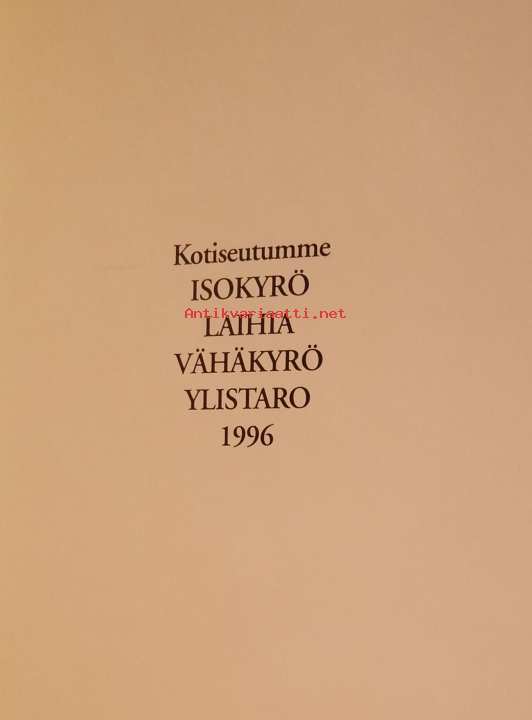 Kotiseutumme
ISOKYRÖ
Antikvariaatti.net
LAIHIA
VÄHÄKYRÖ
YLISTARO
1996